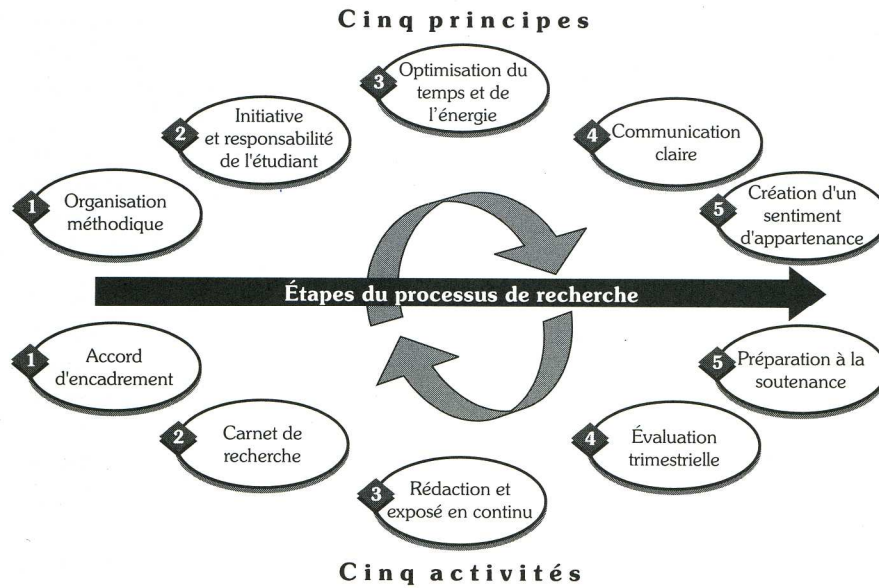 Cinq principes
3
Optimisation du
temps et de
l'énergie
2
Initiative
et responsabilité
de l'étudiant
4
Communication
claire
1
Organisation
méthodique
5
Création d'un
sentiment
d'appartenance
Étapes du processus de recherche
1
Accord
d'encadrement
2
Carnet de
recherche
3
Rédaction et
exposé en continu
4
Évaluation
trimestrielle
5
Préparation à la
soutenance
Cinq activités